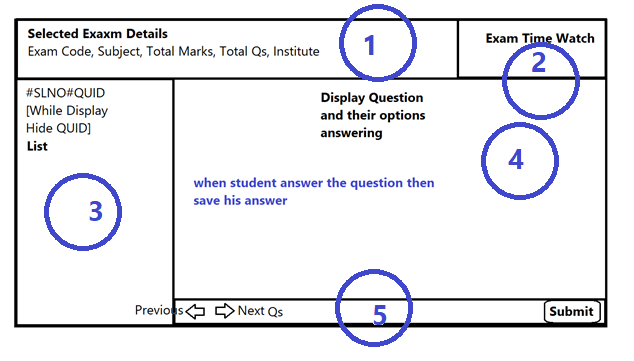 Selected Exaxm Details
Exam Code, Subject, Total Marks, Total Qs, Institute
1
Exam Time Watch
2
#SLNO#QUID
[While Display
Hide QUID]
List
3
Display Question
and their options
answering
4
when student answer the question then
save his answer
Previous Next Qs
5
Submit